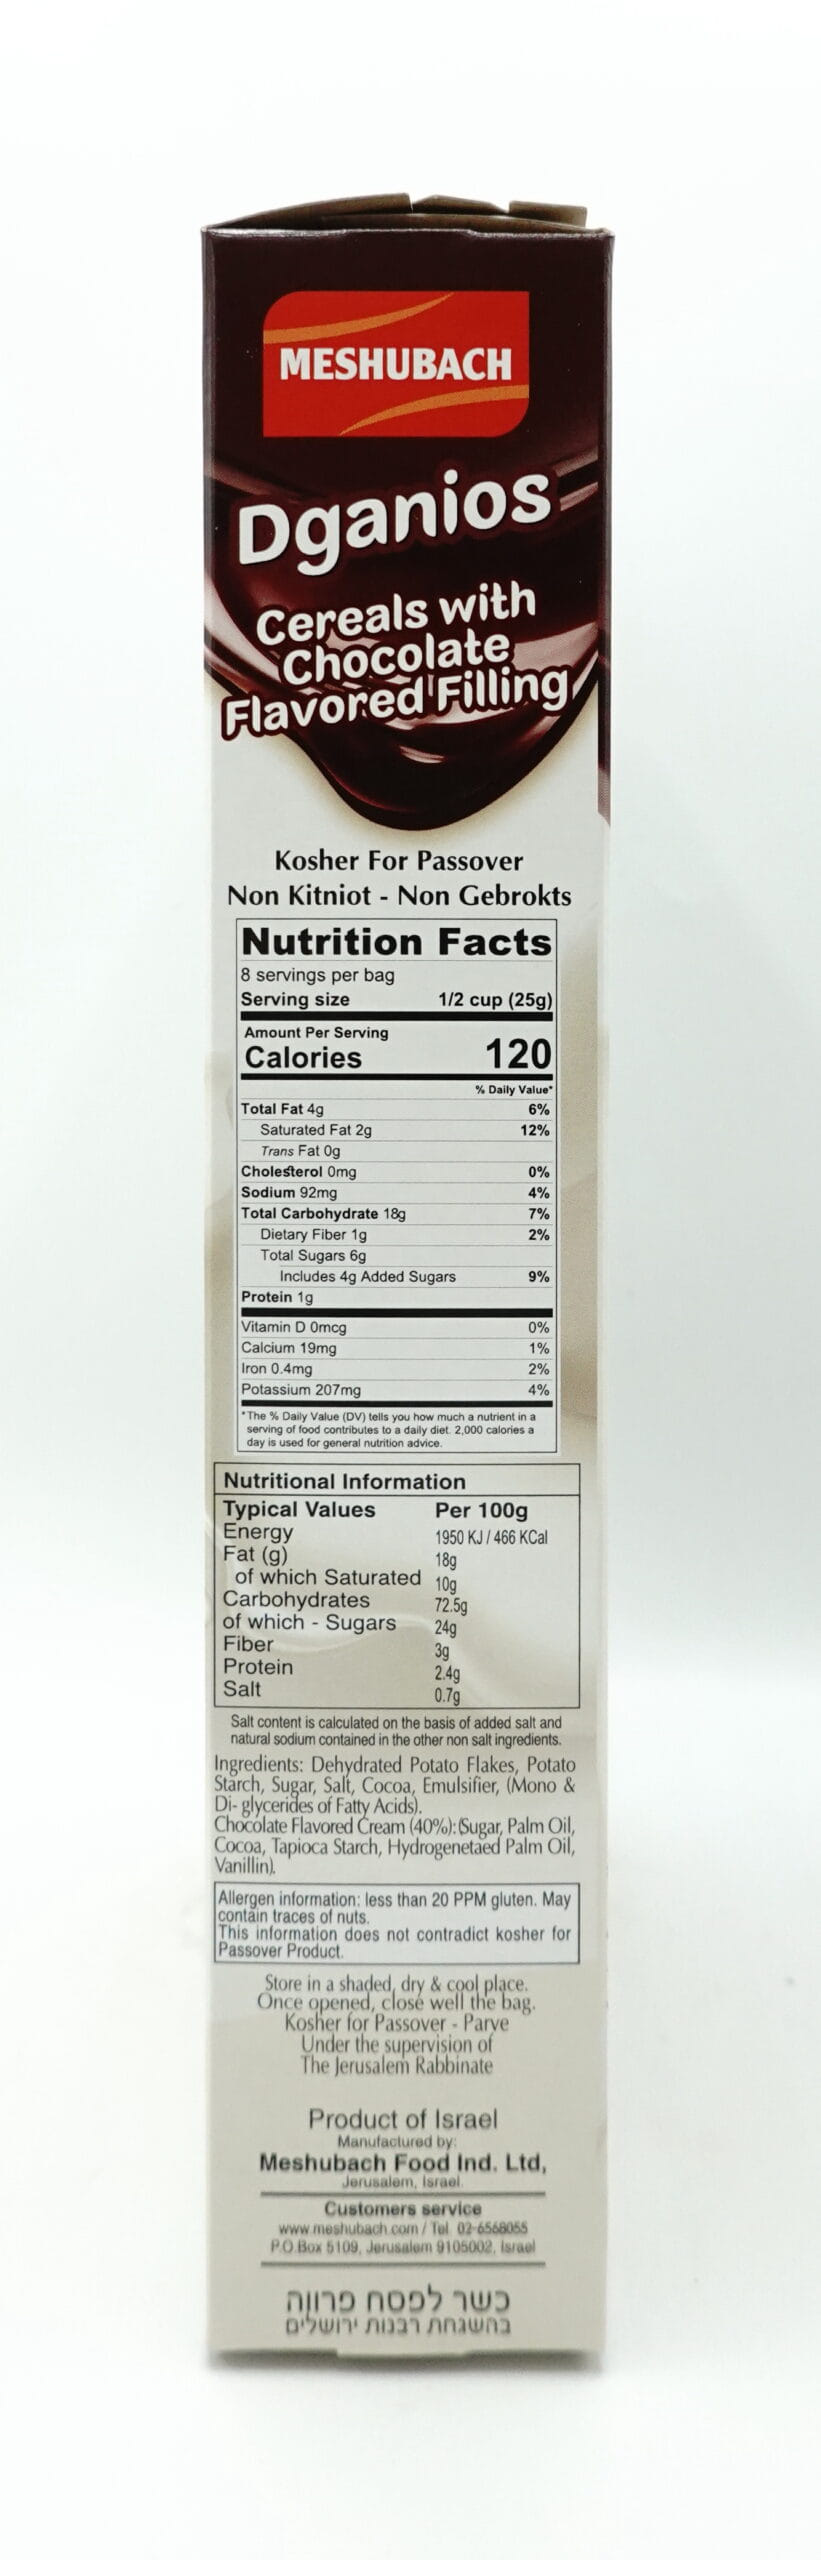 MESHUBACH
Dganios
Cereals with
Chocolate
Flavored Filling
Kosher For Passover
Non Kitniot - Non Gebrokts
Nutrition Facts
8 servings per bag
Serving size 1/2 cup (25g)
Amount Per Serving
Calories 120
% Daily Value*
Total Fat 4g 6%
Saturated Fat 2g 12%
Trans Fat 0g
Cholesterol 0mg 0%
Sodium 92mg 4%
Total Carbohydrate 18g 7%
Dietary Fiber 1g 2%
Total Sugars 6g
Includes 4g Added Sugars 9%
Protein 1g
Vitamin D 0mcg 0%
Calcium 19mg 1%
Iron 0.4mg 2%
Potassium 207mg 4%
*The % Daily Value (DV) tells you how much a nutrient in a
serving of food contributes to a daily diet. 2,000 calories a
day is used for general nutrition advice.
Nutritional Information
Typical Values Per 100g
Energy 1950 KJ / 466 KCal
Fat (g) 18g
of which Saturated 10g
Carbohydrates 72.5g
of which - Sugars 24g
Fiber 3g
Protein 2.4g
Salt 0.7g
Salt content is calculated on the basis of added salt and
natural sodium contained in the other non salt ingredients.
Ingredients: Dehydrated Potato Flakes, Potato
Starch, Sugar, Salt, Cocoa, Emulsifier, (Mono &
Di- glycerides of Fatty Acids).
Chocolate Flavored Cream (40%):(Sugar, Palm Oil,
Cocoa, Tapioca Starch, Hydrogenetaed Palm Oil,
Vanillin).
Allergen information: less than 20 PPM gluten. May
contain traces of nuts.
This information does not contradict kosher for
Passover Product.
Store in a shaded, dry & cool place.
Once opened, close well the bag.
Kosher for Passover - Parve
Under the supervision of
The Jerusalem Rabbinate
Product of Israel
Manufactured by:
Meshubach Food Ind. Ltd,
Jerusalem, Israel.
Customers service
www.meshubach.com / Tel. 02-6568055
P.O.Box 5109, Jerusalem 9105002, Israel
כשר לפסח פרווה
בהשגחת רבנות ירושלים